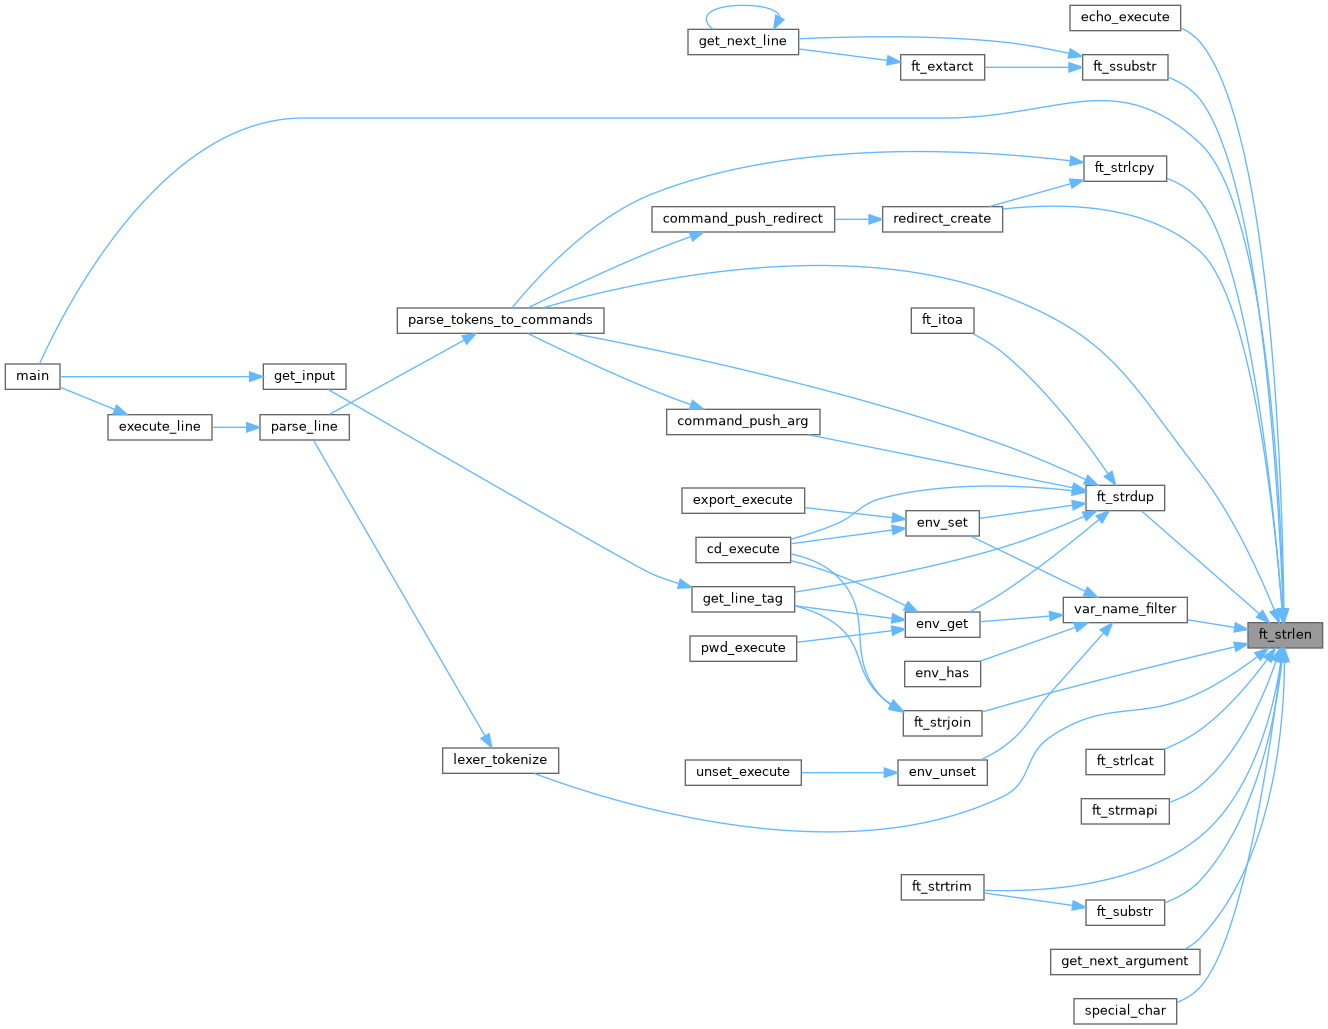 echo_execute
get_next_line
ft_extarct
ft_ssubstr
ft_strlcpy
command_push_redirect
redirect_create
parse_tokens_to_commands
ft_itoa
main
get_input
execute_line
parse_line
command_push_arg
export_execute
ft_strdup
env_set
cd_execute
get_line_tag
var_name_filter
env_get
ft_strlen
pwd_execute
env_has
ft_strjoin
lexer_tokenize
ft_strlcat
unset_execute
env_unset
ft_strmapi
ft_strtrim
ft_substr
get_next_argument
special_char